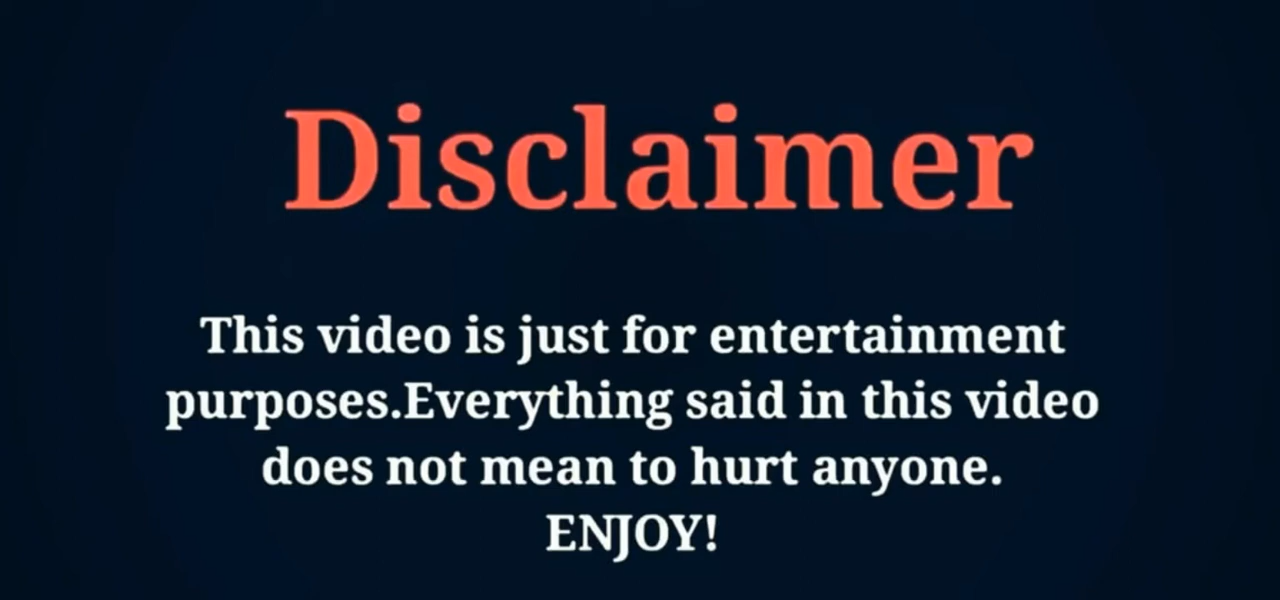 Disclaimer
This video is just for entertainment
purposes.Everything said in this video
does not mean to hurt anyone.
ENJOY!